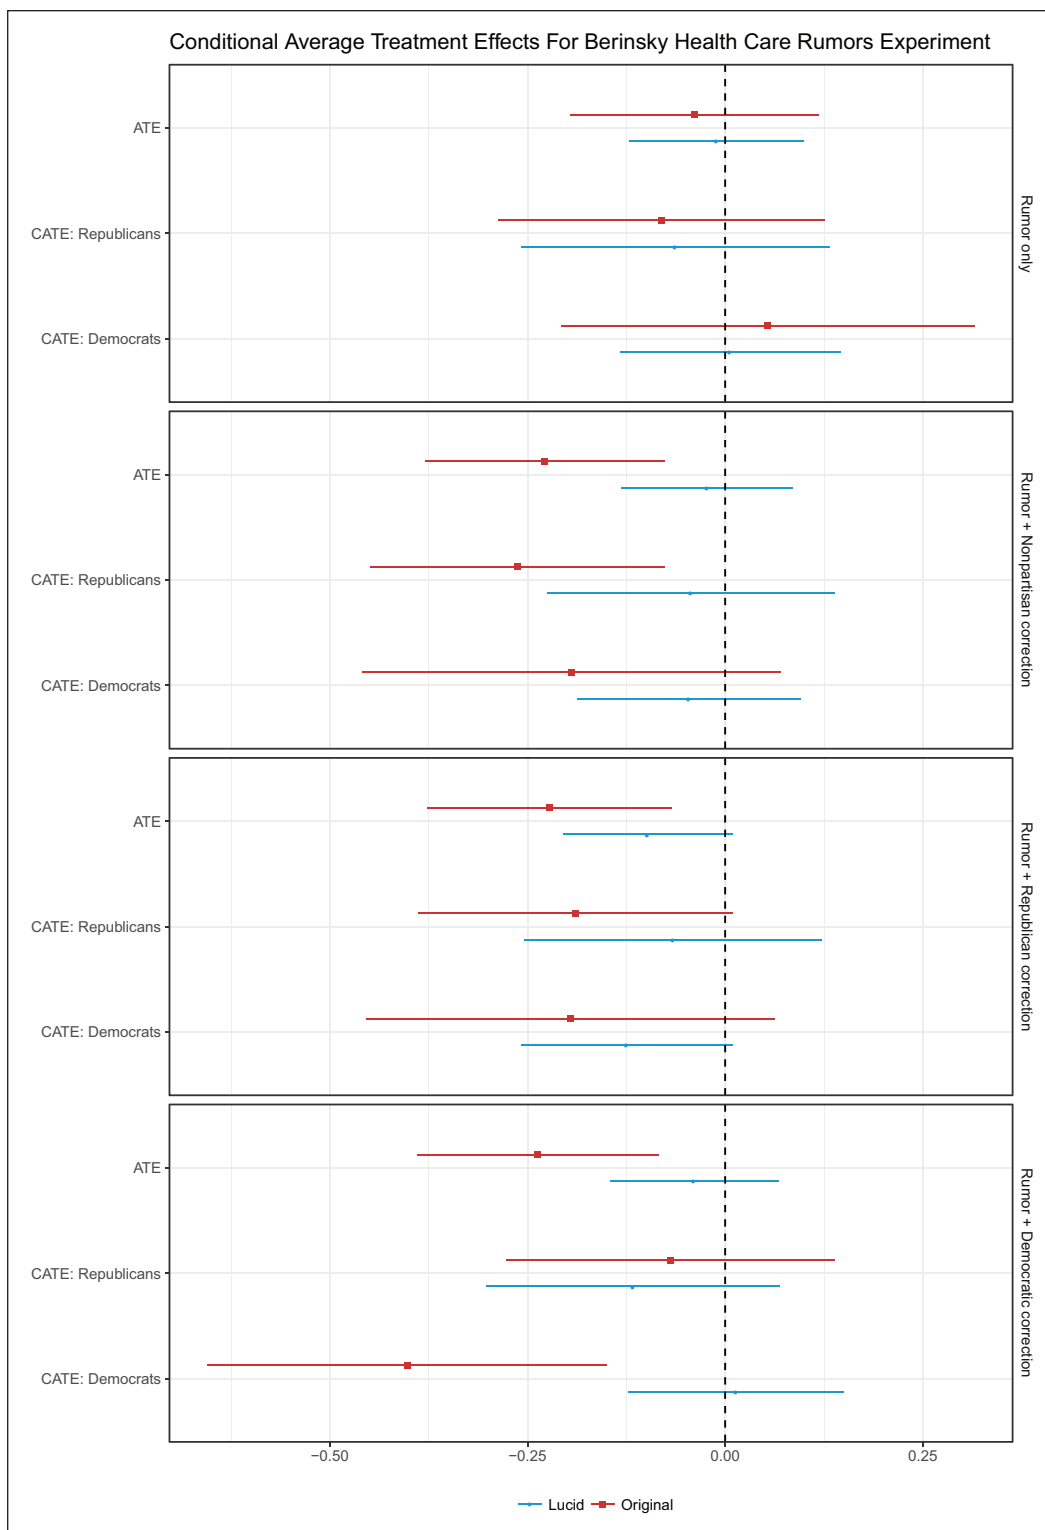 Conditional Average Treatment Effects For Berinsky Health Care Rumors Experiment
ATE
CATE: Republicans
CATE: Democrats
Rumor only
ATE
CATE: Republicans
CATE: Democrats
Rumor + Nonpartisan correction
ATE
CATE: Republicans
CATE: Democrats
Rumor + Republican correction
ATE
CATE: Republicans
CATE: Democrats
Rumor + Democratic correction
−0.50 −0.25 0.00 0.25
Lucid Original